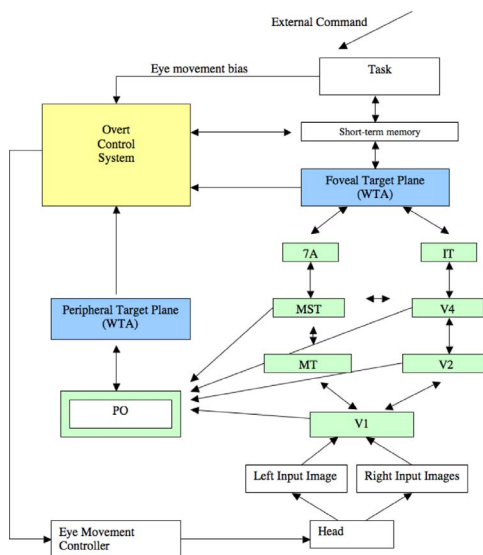 External Command
Eye movement bias
Task
Overt
Control
System
Short-term memory
Foveal Target Plane
(WTA)
7A
IT
Peripheral Target Plane
(WTA)
MST
V4
MT
V2
PO
V1
Left Input Image
Right Input Images
Eye Movement
Controller
Head